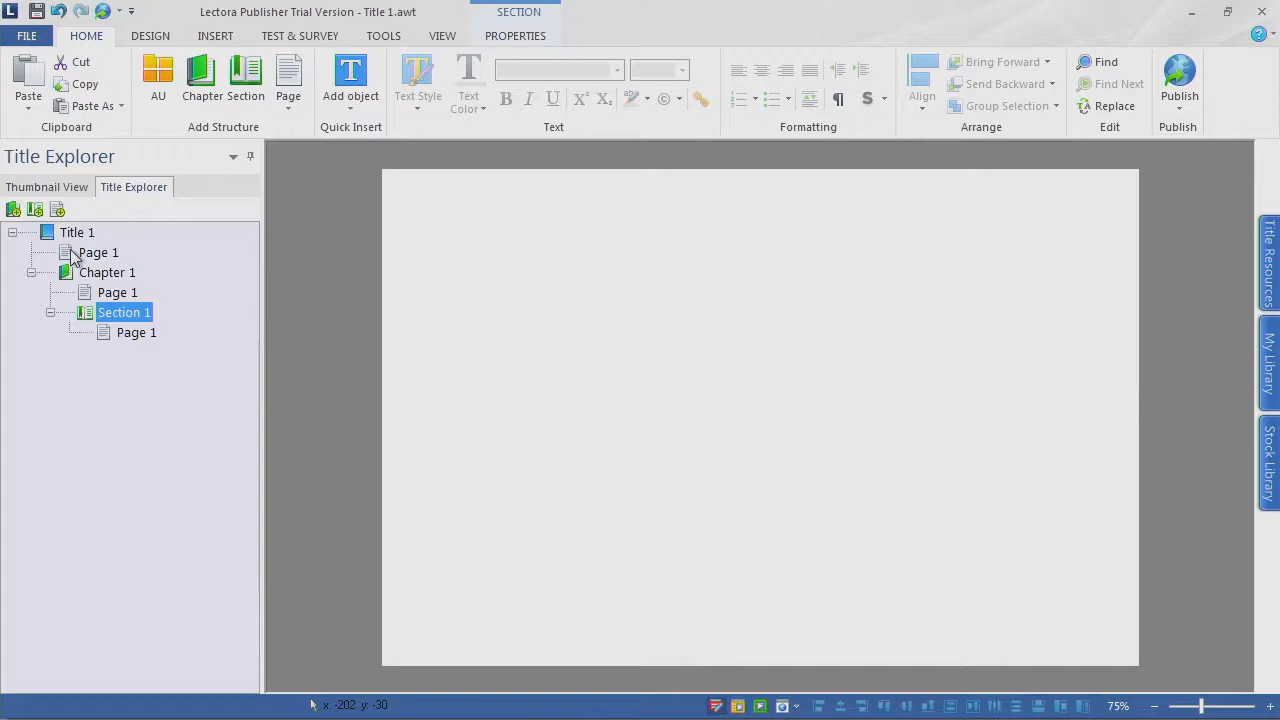 Lectora Publisher Trial Version - Title 1.awt
SECTION
FILE
HOME
DESIGN
INSERT
TEST & SURVEY
TOOLS
VIEW
PROPERTIES
Paste
Cut
Copy
Paste As
Clipboard
AU
Chapter
Section
Page
Add Structure
Add object
Quick Insert
Text Style
Text Color
B I U X² X₂ ©
Text
¶ S
Formatting
Align
Bring Forward
Send Backward
Group Selection
Arrange
Find
Find Next
Replace
Edit
Publish
Publish
Title Explorer
Thumbnail View
Title Explorer
Title 1
Page 1
Chapter 1
Page 1
Section 1
Page 1
Title Resources
My Library
Stock Library
x: -202 y: -30
75%